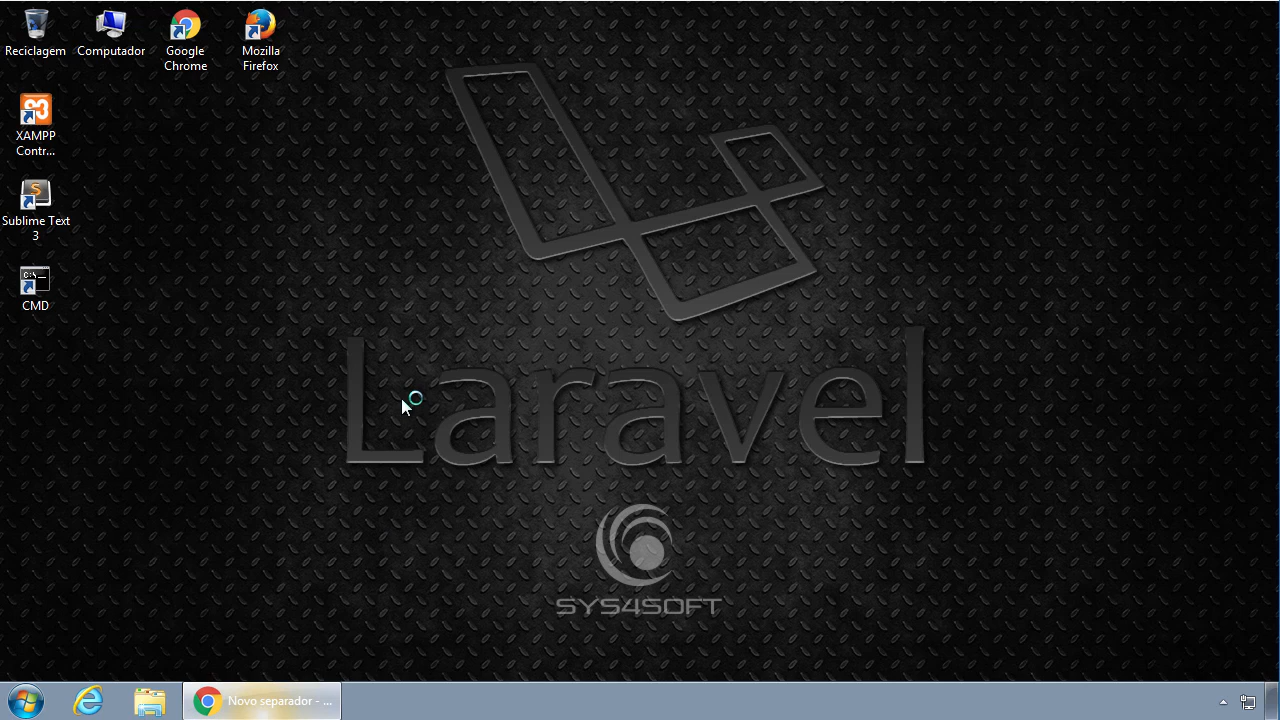 Reciclagem
Computador
Google
Chrome
Mozilla
Firefox
XAMPP
Contr...
Sublime Text
3
C:\_
CMD
Laravel
SYS4SOFT
Novo separador - ...